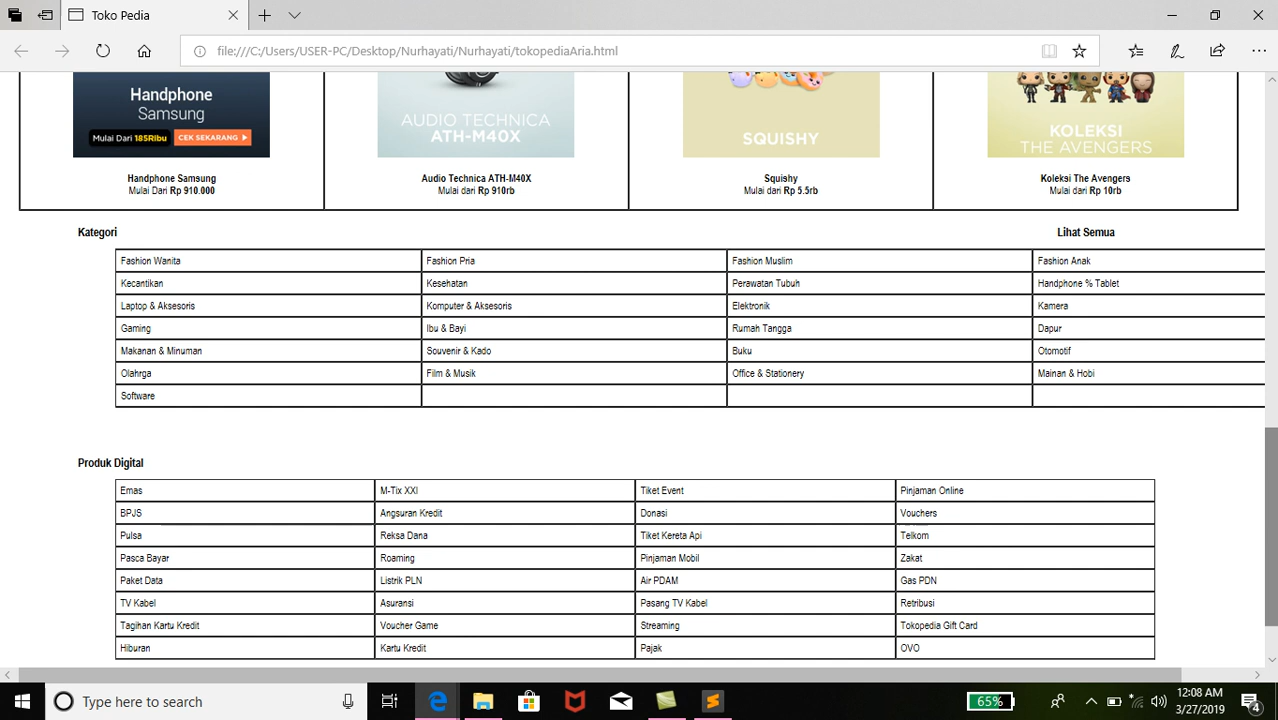 Toko Pedia
file:///C:/Users/USER-PC/Desktop/Nurhayati/Nurhayati/tokopediaAria.html
Handphone
Samsung
Mulai Dari 185Ribu CEK SEKARANG
AUDIO TECHNICA
ATH-M40X
SQUISHY
KOLEKSI
THE AVENGERS
Handphone Samsung
Mulai Dari Rp 910.000
Audio Technica ATH-M40X
Mulai dari Rp 910rb
Squishy
Mulai dari Rp 5.5rb
Koleksi The Avengers
Mulai dari Rp 10rb
Kategori Lihat Semua
Fashion Wanita Fashion Pria Fashion Muslim Fashion Anak
Kecantikan Kesehatan Perawatan Tubuh Handphone % Tablet
Laptop & Aksesoris Komputer & Aksesoris Elektronik Kamera
Gaming Ibu & Bayi Rumah Tangga Dapur
Makanan & Minuman Souvenir & Kado Buku Otomotif
Olahrga Film & Musik Office & Stationery Mainan & Hobi
Software
Produk Digital
Emas M-Tix XXI Tiket Event Pinjaman Online
BPJS Angsuran Kredit Donasi Vouchers
Pulsa Reksa Dana Tiket Kereta Api Telkom
Pasca Bayar Roaming Pinjaman Mobil Zakat
Paket Data Listrik PLN Air PDAM Gas PDN
TV Kabel Asuransi Pasang TV Kabel Retribusi
Tagihan Kartu Kredit Voucher Game Streaming Tokopedia Gift Card
Hiburan Kartu Kredit Pajak OVO
Type here to search
65%
12:08 AM
3/27/2019
4